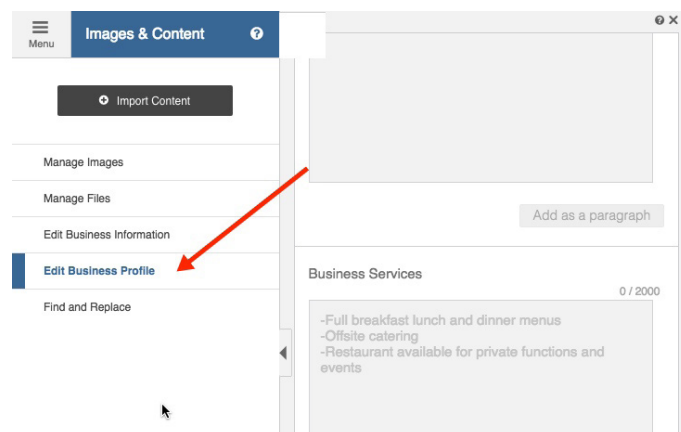 Menu
Images & Content
Import Content
Manage Images
Manage Files
Edit Business Information
Edit Business Profile
Find and Replace
Add as a paragraph
Business Services
0 / 2000
-Full breakfast lunch and dinner menus
-Offsite catering
-Restaurant available for private functions and
events